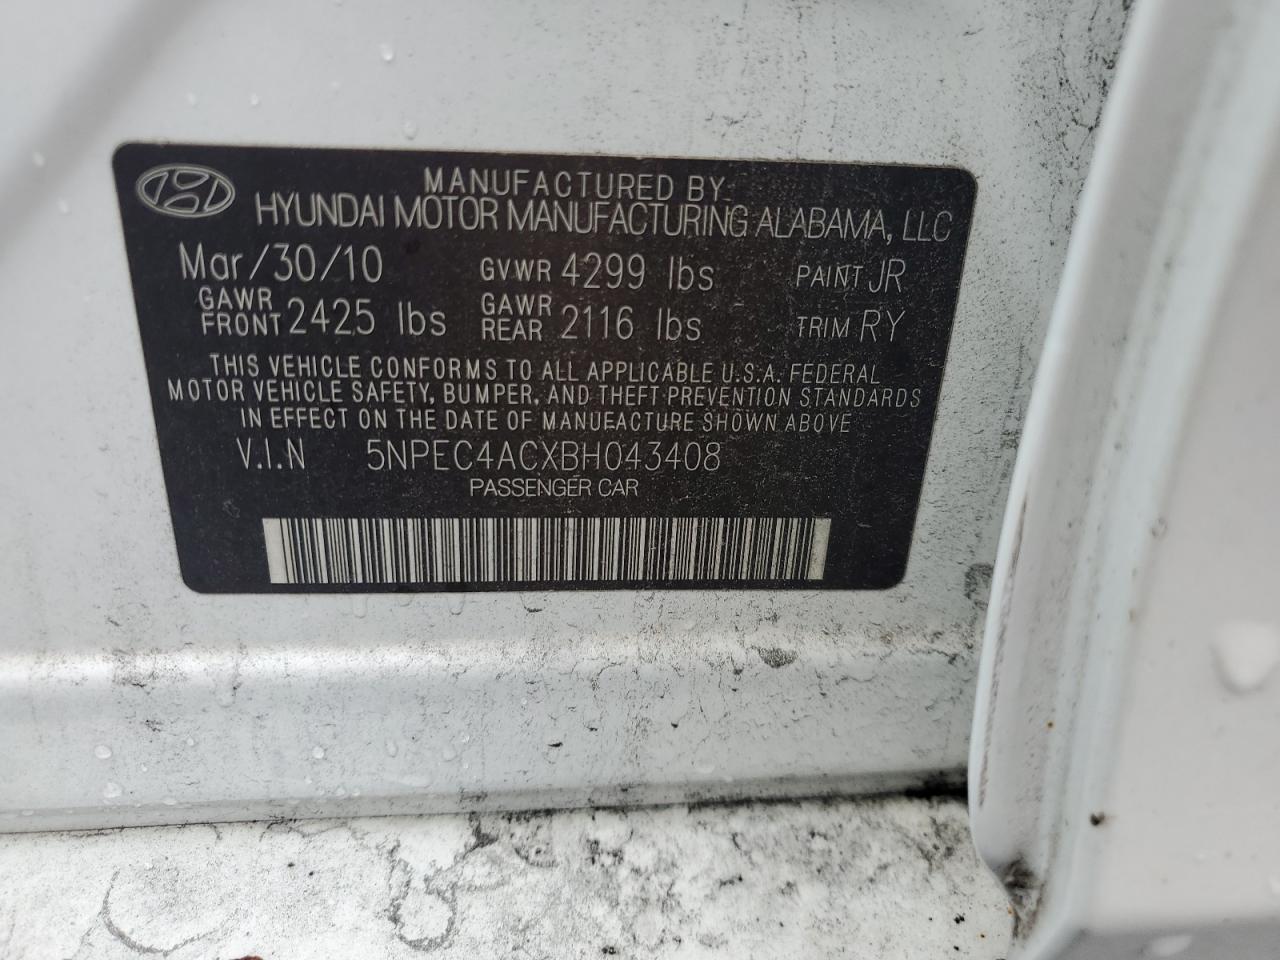 MANUFACTURED BY:
HYUNDAI MOTOR MANUFACTURING ALABAMA, LLC
Mar/30/10 GVWR 4299 lbs PAINT JR
GAWR FRONT 2425 lbs GAWR REAR 2116 lbs TRIM RY
THIS VEHICLE CONFORMS TO ALL APPLICABLE U.S.A. FEDERAL
MOTOR VEHICLE SAFETY, BUMPER, AND THEFT PREVENTION STANDARDS
IN EFFECT ON THE DATE OF MANUFACTURE SHOWN ABOVE
V.I.N 5NPEC4ACXBH043408
PASSENGER CAR